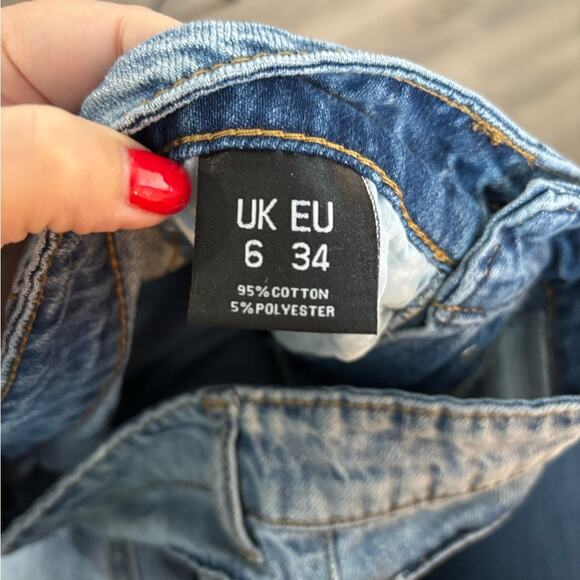 UK EU
6 34
95%COTTON
5%POLYESTER